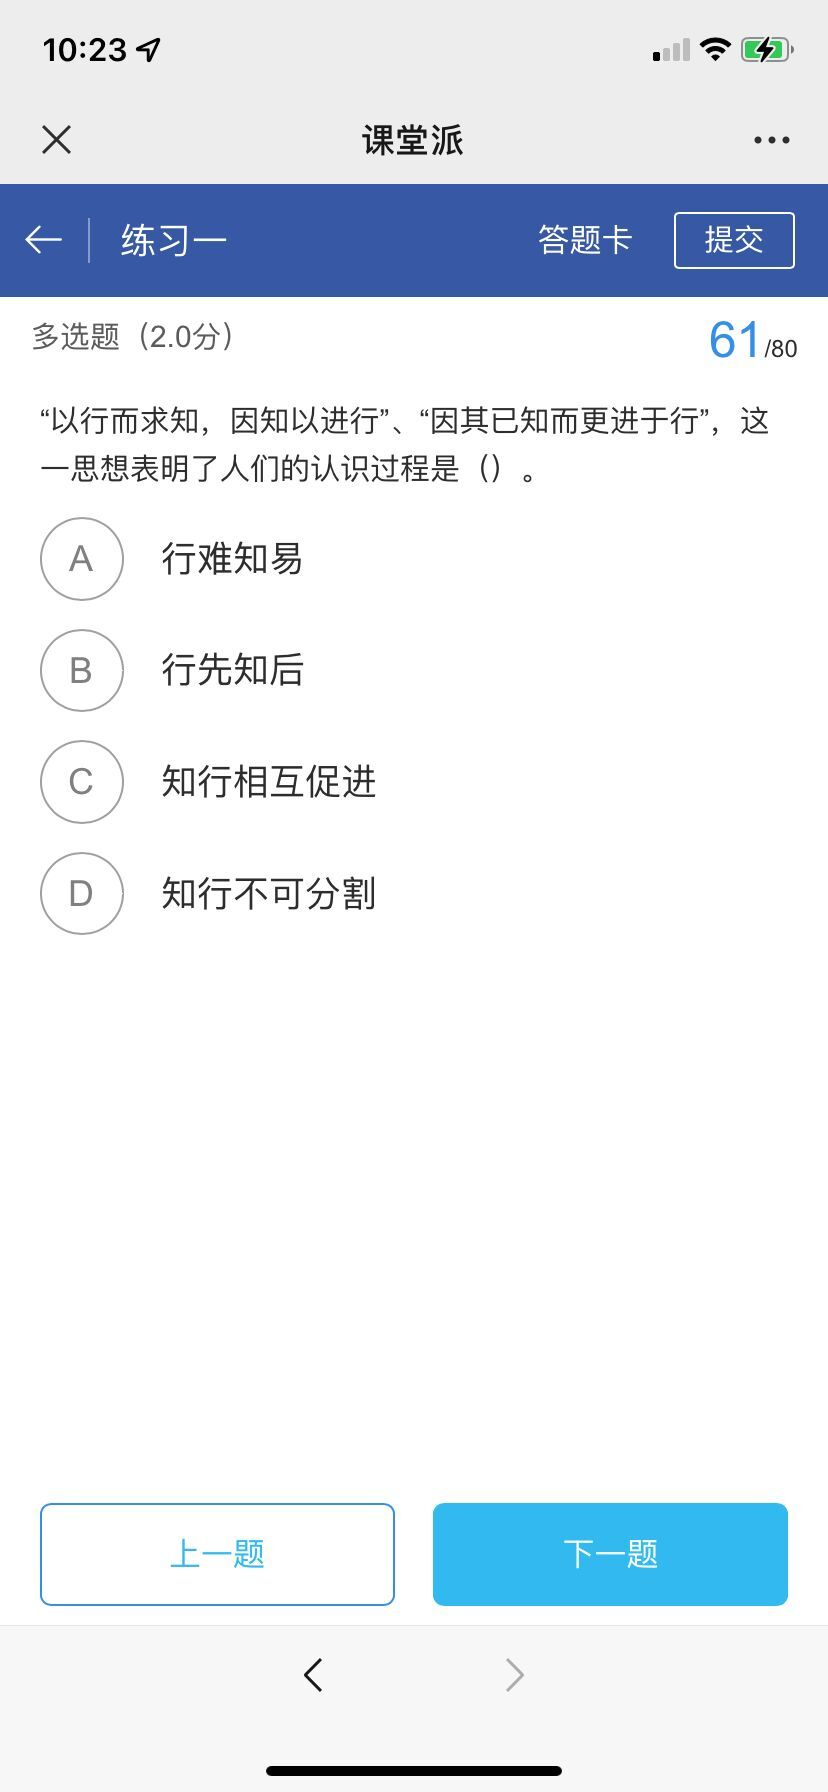 10:23
课堂派
练习一
答题卡
提交
多选题（2.0分）
61/80
“以行而求知，因知以进行”、“因其已知而更进于行”，这
一思想表明了人们的认识过程是（）。
A 行难知易
B 行先知后
C 知行相互促进
D 知行不可分割
上一题
下一题